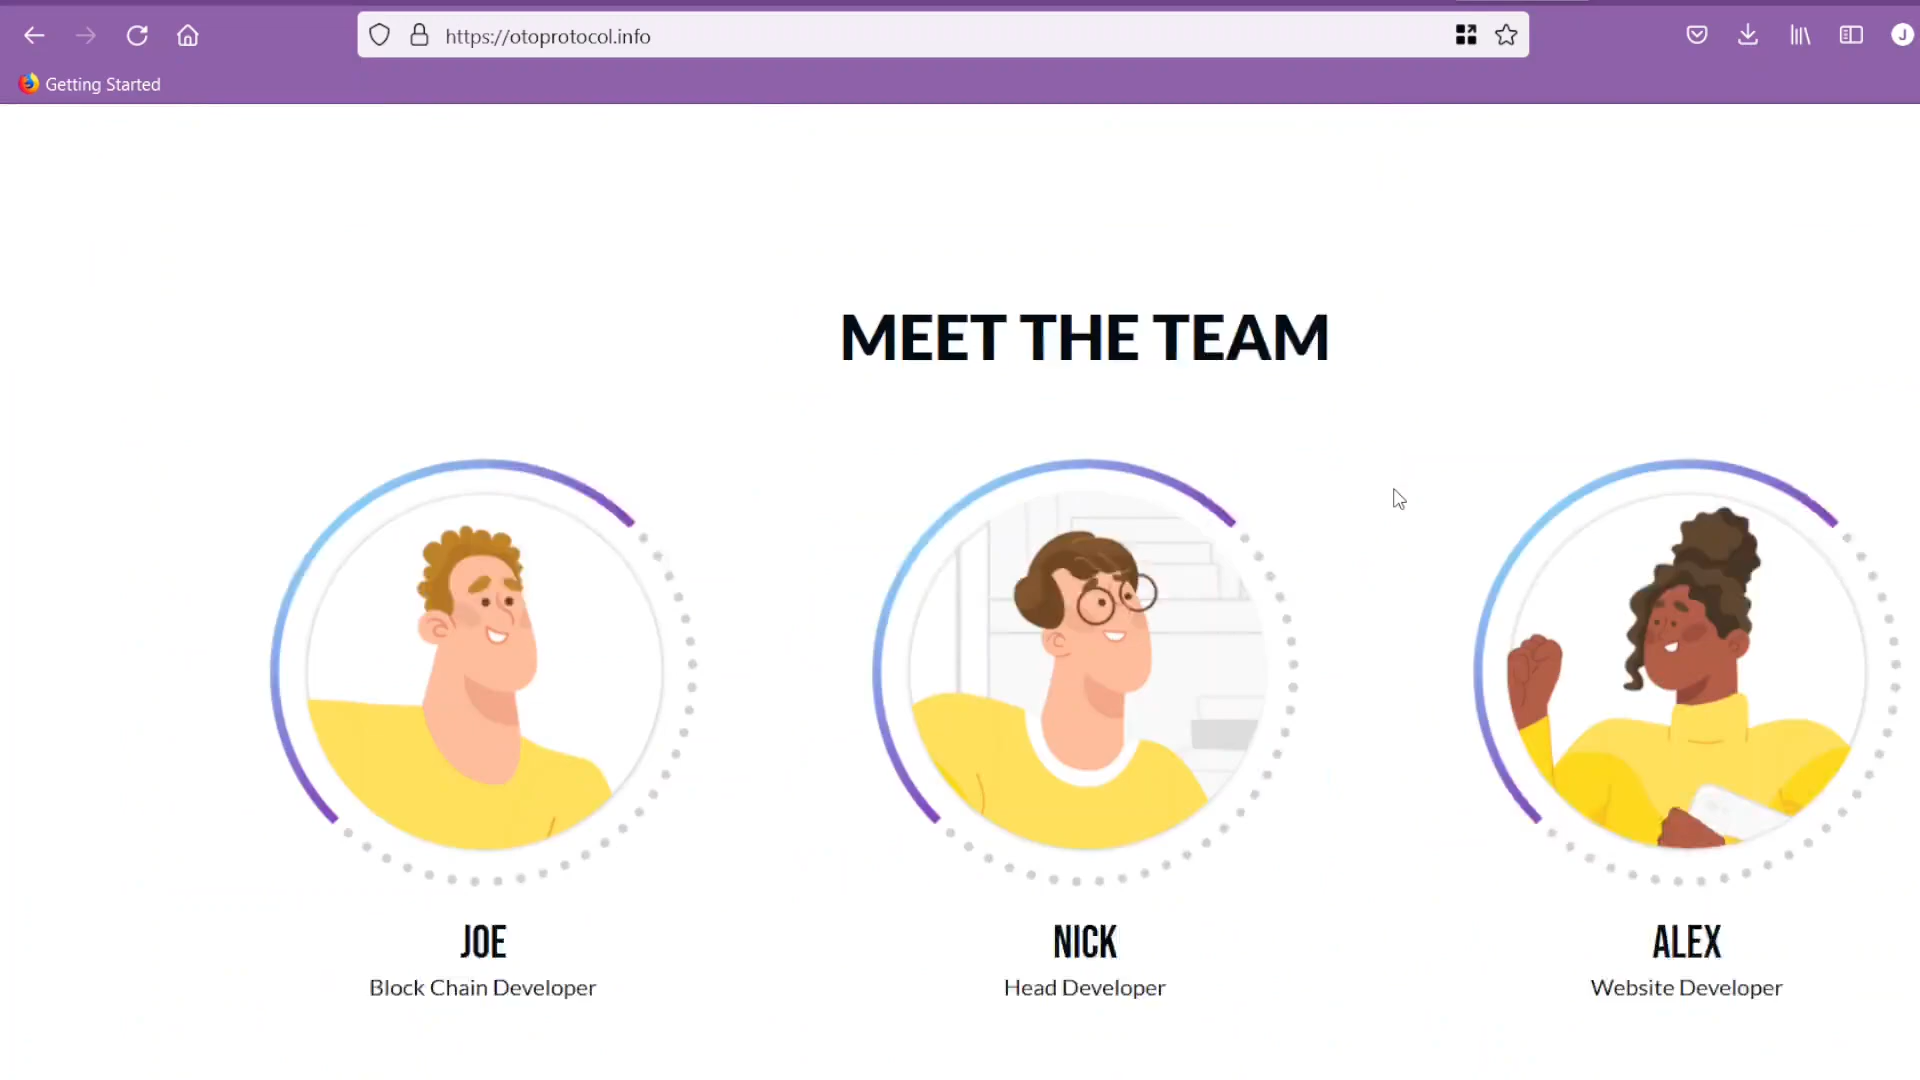 https://otoprotocol.info
J
Getting Started
MEET THE TEAM
JOE
Block Chain Developer
NICK
Head Developer
ALEX
Website Developer